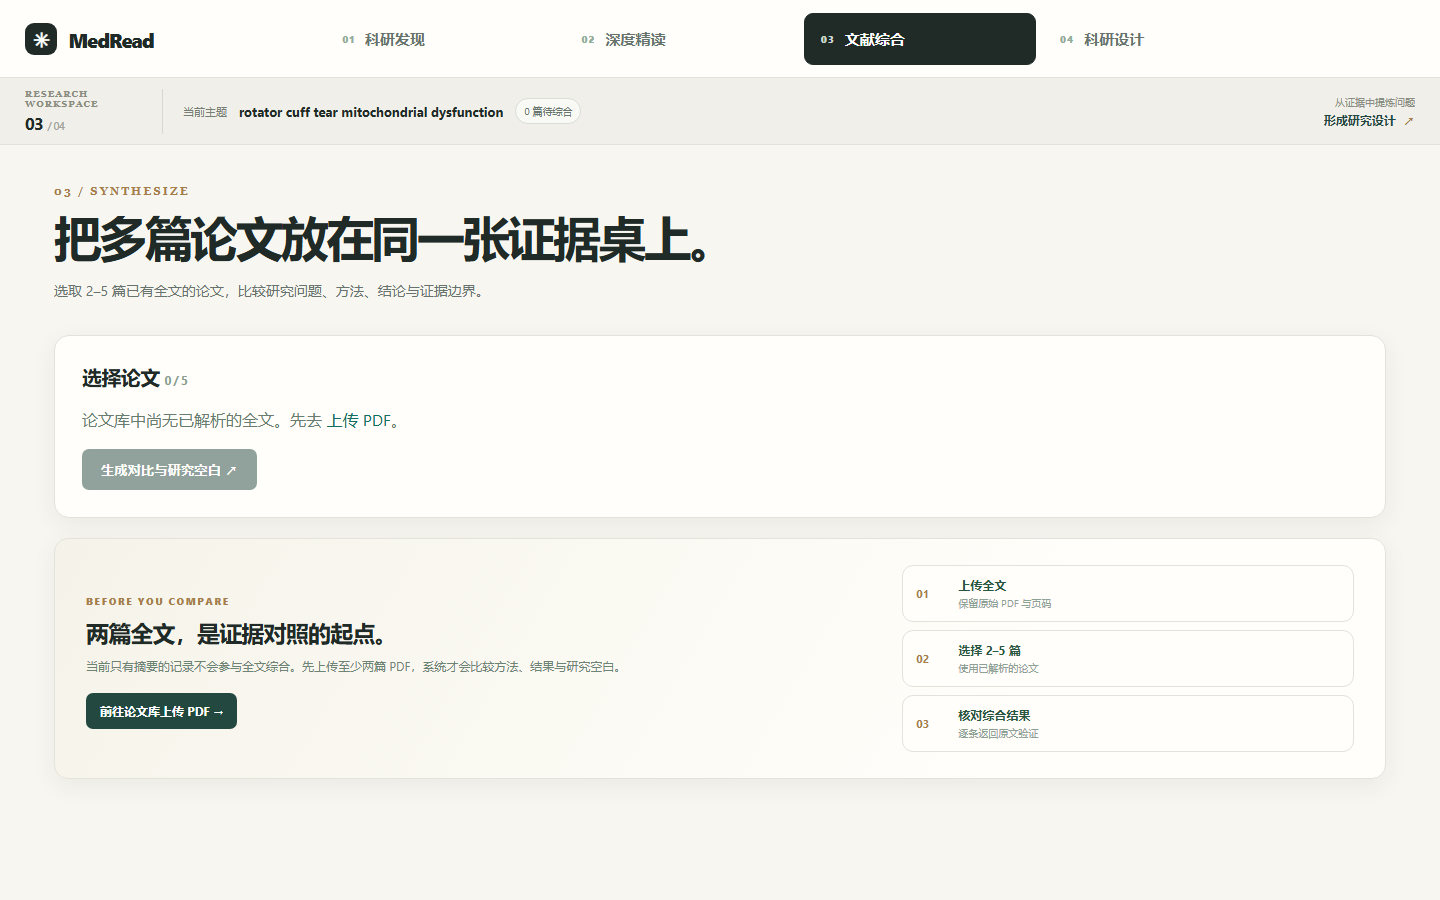 MedRead
01 科研发现
02 深度精读
03 文献综合
04 科研设计
RESEARCH
WORKSPACE
03 / 04
当前主题 rotator cuff tear mitochondrial dysfunction 0 篇待综合
从证据中提炼问题
形成研究设计 ↗
03 / SYNTHESIZE
把多篇论文放在同一张证据桌上。
选取 2–5 篇已有全文的论文，比较研究问题、方法、结论与证据边界。
选择论文 0/5
论文库中尚无已解析的全文。先去 上传 PDF。
生成对比与研究空白 ↗
BEFORE YOU COMPARE
两篇全文，是证据对照的起点。
当前只有摘要的记录不会参与全文综合。先上传至少两篇 PDF，系统才会比较方法、结果与研究空白。
前往论文库上传 PDF →
01 上传全文
保留原始 PDF 与页码
02 选择 2–5 篇
使用已解析的论文
03 核对综合结果
逐条返回原文验证